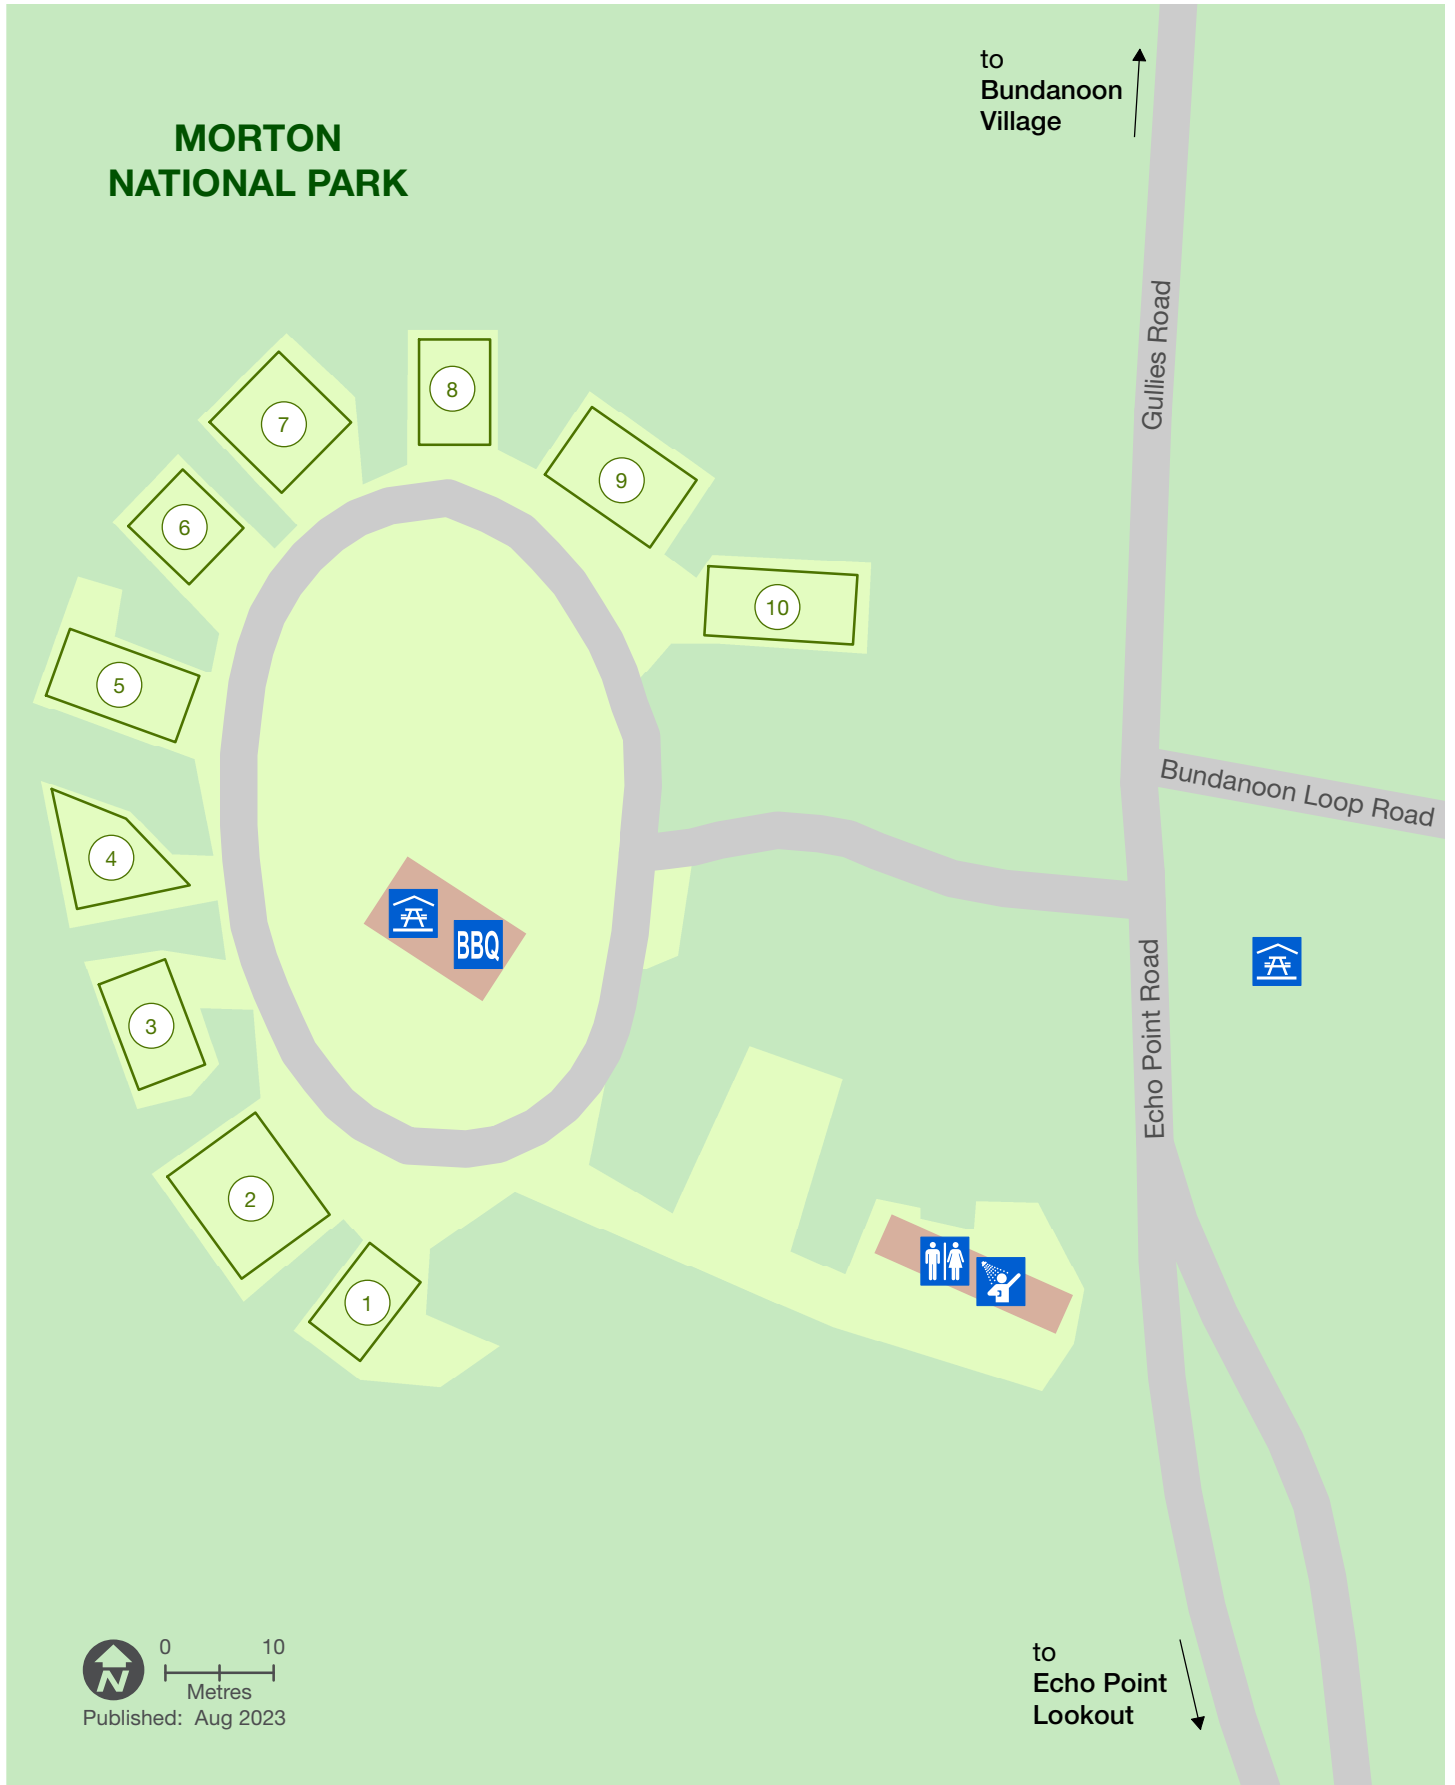 to
Bundanoon
Village
MORTON
NATIONAL PARK
Gullies Road
8
7
9
6
10
5
Bundanoon Loop Road
4
BBQ
Echo Point Road
3
2
1
0 10
N
Metres
Published: Aug 2023
to
Echo Point
Lookout